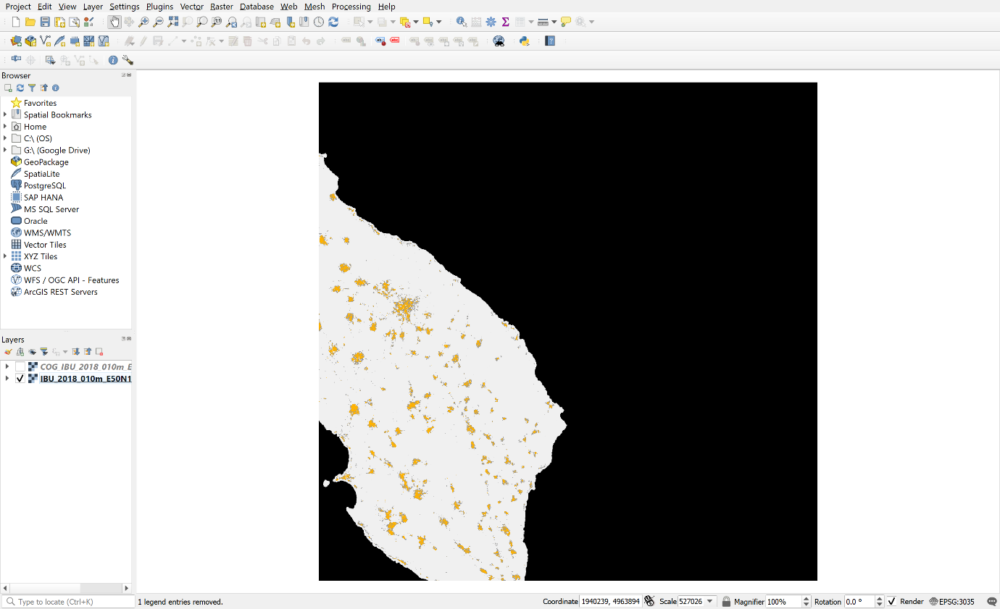 Project Edit View Layer Settings Plugins Vector Raster Database Web Mesh Processing Help
Browser
Favorites
Spatial Bookmarks
Home
C:\ (OS)
G:\ (Google Drive)
GeoPackage
SpatiaLite
PostgreSQL
SAP HANA
MS SQL Server
Oracle
WMS/WMTS
Vector Tiles
XYZ Tiles
WCS
WFS / OGC API - Features
ArcGIS REST Servers
Layers
COG_IBU_2018_010m_E
IBU_2018_010m_E50N1
Type to locate (Ctrl+K) 1 legend entries removed. Coordinate 1940239, 4963894 Scale 527026 Magnifier 100% Rotation 0.0 ° Render EPSG:3035